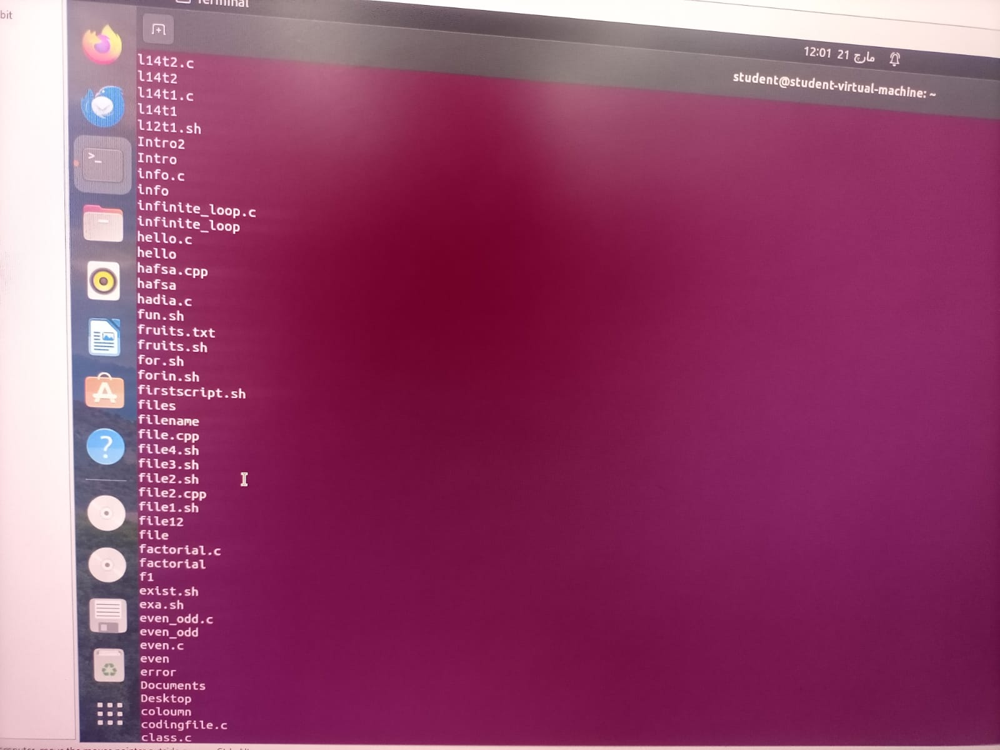 bit
Terminal
12:01 21 مارچ
student@student-virtual-machine: ~
l14t2.c
l14t2
l14t1.c
l14t1
l12t1.sh
Intro2
Intro
info.c
info
infinite_loop.c
infinite_loop
hello.c
hello
hafsa.cpp
hafsa
hadia.c
fun.sh
fruits.txt
fruits.sh
for.sh
forin.sh
firstscript.sh
files
filename
file.cpp
file4.sh
file3.sh
file2.sh
file2.cpp
file1.sh
file12
file
factorial.c
factorial
f1
exist.sh
exa.sh
even_odd.c
even_odd
even.c
even
error
Documents
Desktop
coloumn
codingfile.c
class.c